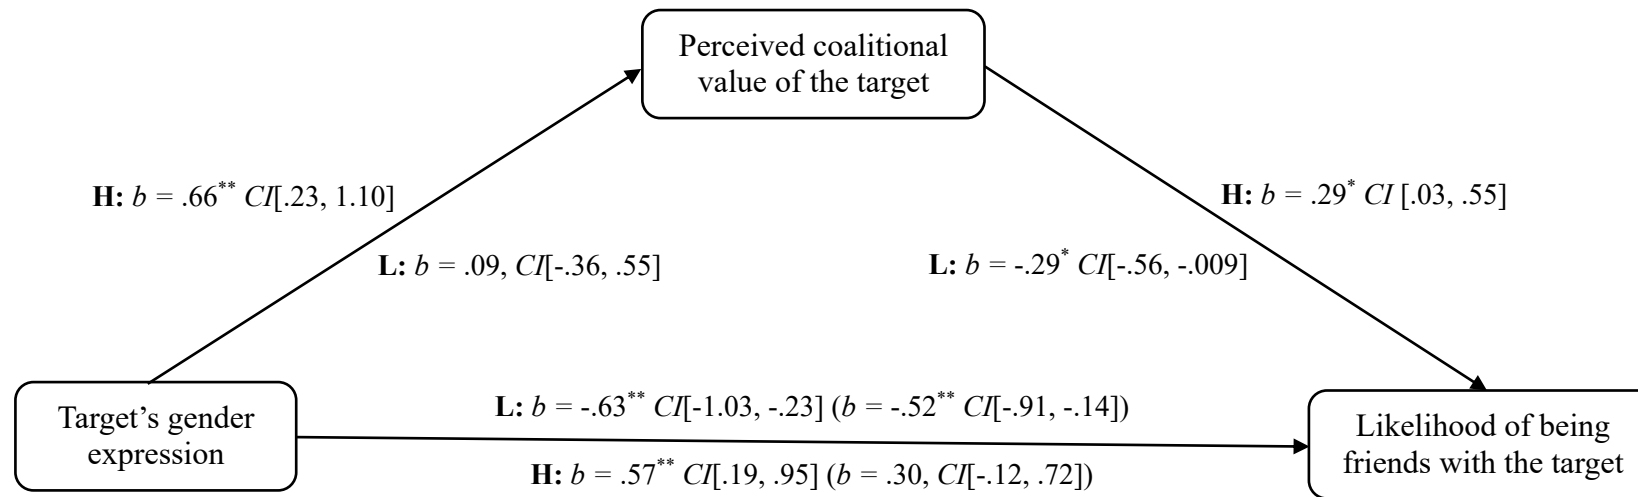 Perceived coalitional
value of the target
H: b = .66** CI[.23, 1.10]
H: b = .29* CI [.03, .55]
L: b = .09, CI[-.36, .55]
L: b = -.29* CI[-.56, -.009]
Target’s gender
expression
L: b = -.63** CI[-1.03, -.23] (b = -.52** CI[-.91, -.14])
H: b = .57** CI[.19, .95] (b = .30, CI[-.12, .72])
Likelihood of being
friends with the target